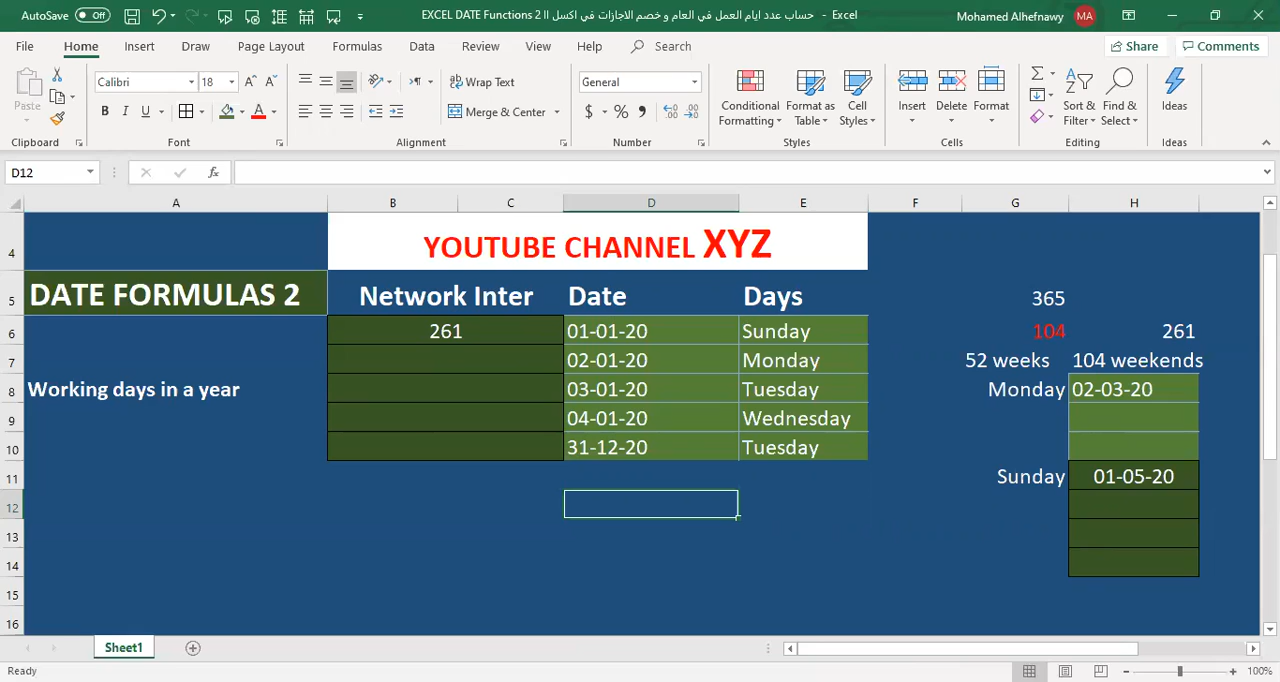 AutoSave Off
EXCEL DATE Functions 2 حساب عدد ايام العمل في العام و خصم الاجازات في اكسل II - Excel
Mohamed Alhefnawy MA
File Home Insert Draw Page Layout Formulas Data Review View Help Search Share Comments
Paste
Calibri 18 A A
B I U A
Wrap Text
Merge & Center
General
$ % 9
Conditional Formatting
Format as Table
Cell Styles
Insert Delete Format
Sort & Filter
Find & Select
Ideas
Clipboard Font Alignment Number Styles Cells Editing Ideas
D12 fx
A B C D E F G H
4 YOUTUBE CHANNEL XYZ
5 DATE FORMULAS 2 Network Inter Date Days 365
6 261 01-01-20 Sunday 104 261
7 02-01-20 Monday 52 weeks 104 weekends
8 Working days in a year 03-01-20 Tuesday Monday 02-03-20
9 04-01-20 Wednesday
10 31-12-20 Tuesday
11 Sunday 01-05-20
12
13
14
15
16
Sheet1
Ready 100%